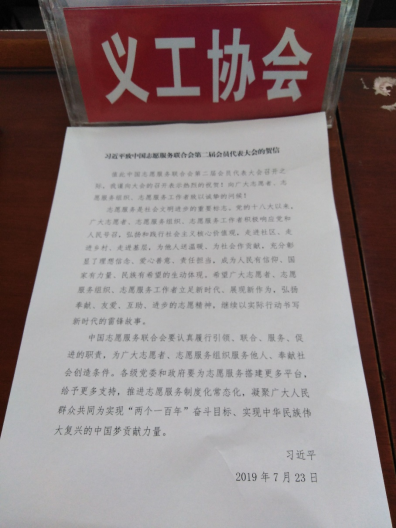 义工协会
习近平致中国志愿服务联合会第二届会员代表大会的贺信
值此中国志愿服务联合会第二届会员代表大会召开之
际，我谨向大会的召开表示热烈的祝贺！向广大志愿者、志
愿服务组织、志愿服务工作者致以诚挚的问候！
志愿服务是社会文明进步的重要标志。党的十八大以来，
广大志愿者、志愿服务组织、志愿服务工作者积极响应党和
人民号召，弘扬和践行社会主义核心价值观，走进社区、走
进乡村、走进基层，为他人送温暖、为社会作贡献，充分彰
显了理想信念、爱心善意、责任担当，成为人民有信仰、国
家有力量、民族有希望的生动体现。希望广大志愿者、志愿
服务组织、志愿服务工作者立足新时代、展现新作为，弘扬
奉献、友爱、互助、进步的志愿精神，继续以实际行动书写
新时代的雷锋故事。
中国志愿服务联合会要认真履行引领、联合、服务、促
进的职责，为广大志愿者、志愿服务组织服务他人、奉献社
会创造条件。各级党委和政府要为志愿服务搭建更多平台，
给予更多支持，推进志愿服务制度化常态化，凝聚广大人民
群众共同为实现“两个一百年”奋斗目标、实现中华民族伟
大复兴的中国梦贡献力量。
习近平
2019年7月23日